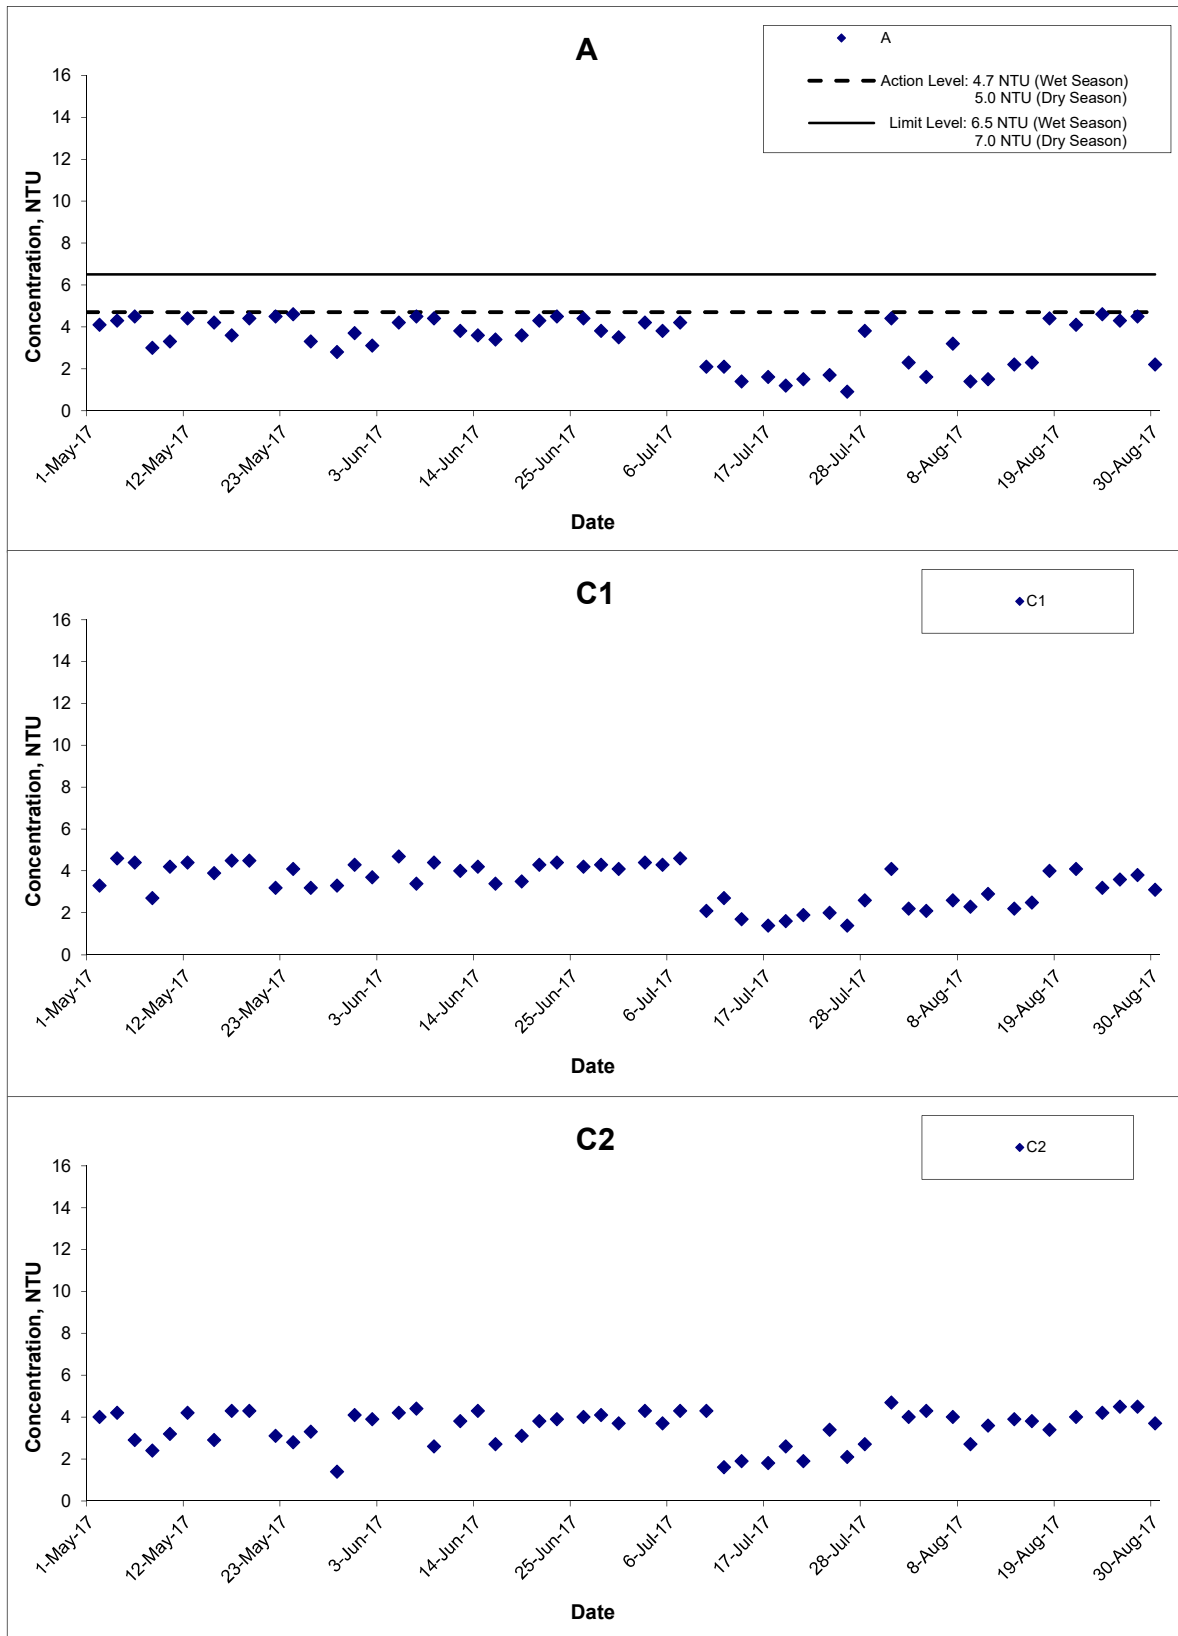 A
A
Action Level: 4.7 NTU (Wet Season)
5.0 NTU (Dry Season)
Limit Level: 6.5 NTU (Wet Season)
7.0 NTU (Dry Season)
Concentration, NTU
16
14
12
10
8
6
4
2
0
1-May-17
12-May-17
23-May-17
3-Jun-17
14-Jun-17
25-Jun-17
6-Jul-17
17-Jul-17
28-Jul-17
8-Aug-17
19-Aug-17
30-Aug-17
Date
C1
C1
Concentration, NTU
16
14
12
10
8
6
4
2
0
1-May-17
12-May-17
23-May-17
3-Jun-17
14-Jun-17
25-Jun-17
6-Jul-17
17-Jul-17
28-Jul-17
8-Aug-17
19-Aug-17
30-Aug-17
Date
C2
C2
Concentration, NTU
16
14
12
10
8
6
4
2
0
1-May-17
12-May-17
23-May-17
3-Jun-17
14-Jun-17
25-Jun-17
6-Jul-17
17-Jul-17
28-Jul-17
8-Aug-17
19-Aug-17
30-Aug-17
Date